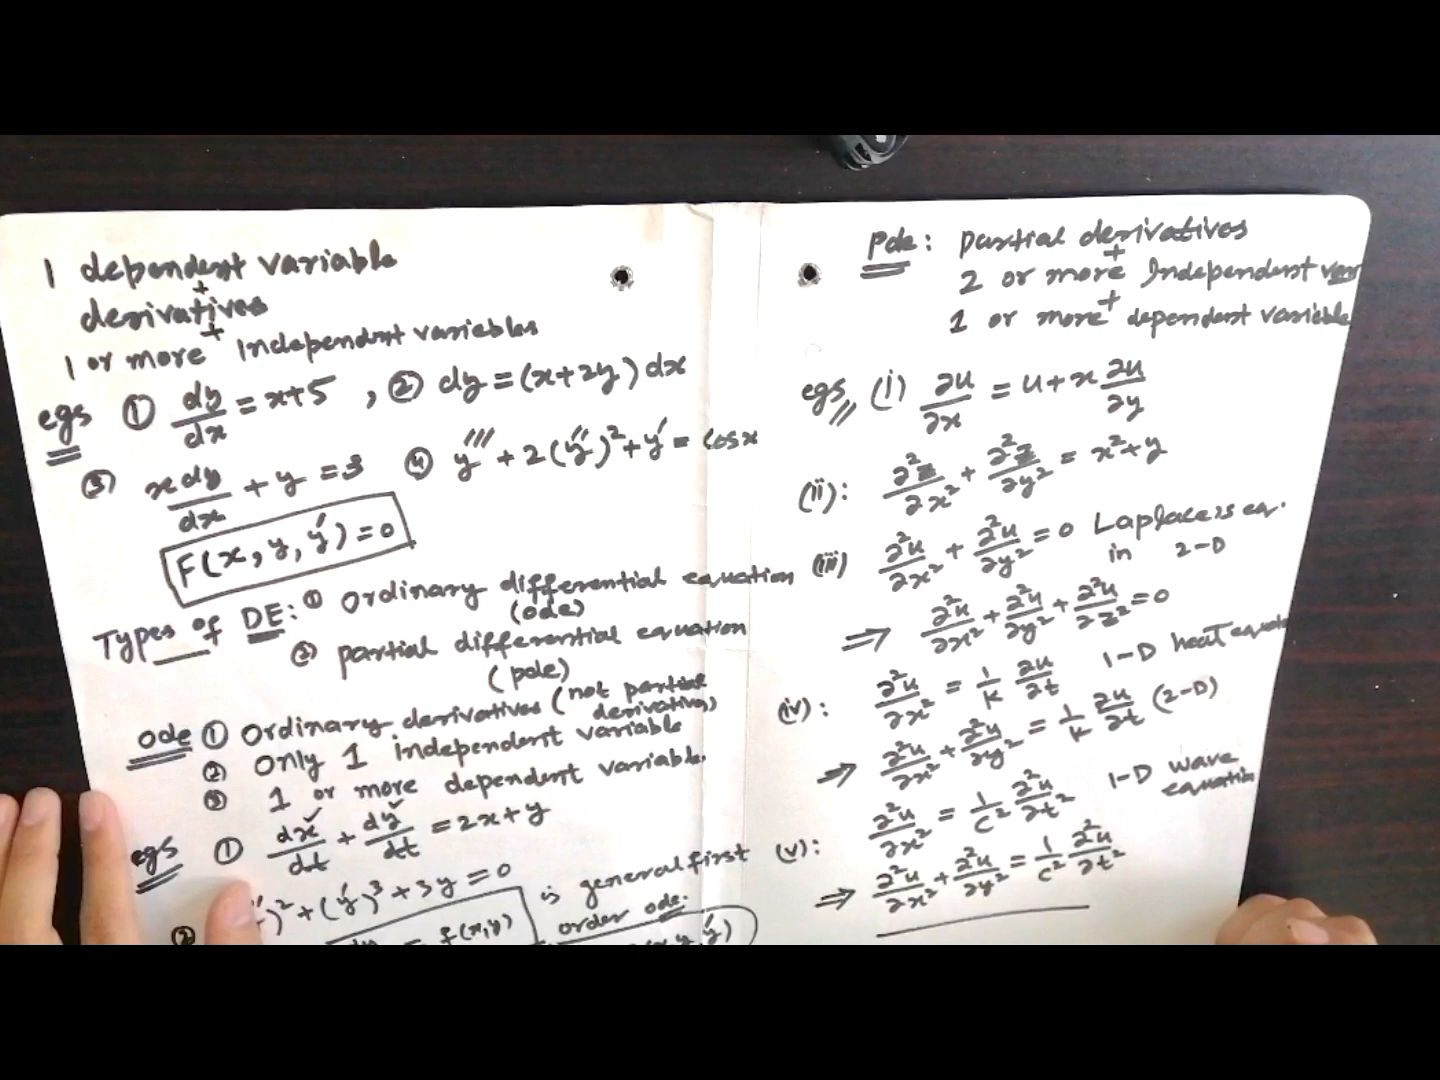 1 dependent variable
+
derivatives
+
1 or more Independent variables
egs ① dy/dx = x+5 , ② dy = (x+2y) dx
③ x dy/dx + y = 3 ④ y''' + 2(y'')² + y' = cosx
F(x, y, y') = 0
Types of DE: ① Ordinary differential equation
(ode)
② partial differential equation
(pde)
ode ① Ordinary derivatives (not partial
derivatives)
② Only 1 independent variable
③ 1 or more dependent variable
egs ① dx/dt + dy/dt = 2x+y
② )² + (y')³ + 3y = 0
= f(x,y) is general first
order ode.
y, y')
Pde: Partial derivatives
+
2 or more Independent var
+
1 or more dependent variable
egs (i) ∂u/∂x = u + x ∂u/∂y
(ii): ∂²z/∂x² + ∂²z/∂y² = x²+y
(iii) ∂²u/∂x² + ∂²u/∂y² = 0 Laplace's eq.
in 2-D
⇒ ∂²u/∂x² + ∂²u/∂y² + ∂²u/∂z² = 0
(iv): ∂²u/∂x² = 1/k ∂u/∂t 1-D heat equati
⇒ ∂²u/∂x² + ∂²u/∂y² = 1/k ∂u/∂t (2-D)
(v): ∂²u/∂x² = 1/c² ∂²u/∂t² 1-D wave
equation
⇒ ∂²u/∂x² + ∂²u/∂y² = 1/c² ∂²u/∂t²